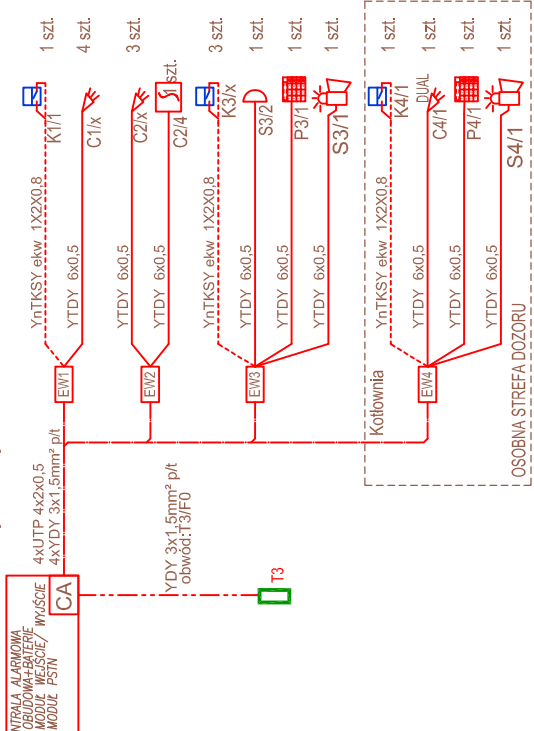 1 szt.
4 szt.
3 szt.
1 szt.
3 szt.
1 szt.
1 szt.
1 szt.
1 szt.
1 szt.
1 szt.
1 szt.
K1/1
C1/x
C2/x
C2/4
K3/x
S3/2
P3/1
S3/1
K4/1
DUAL
C4/1
P4/1
S4/1
YnTKSY ekw 1X2X0,8
YTDY 6x0,5
YTDY 6x0,5
YTDY 6x0,5
YnTKSY ekw 1X2X0,8
YTDY 6x0,5
YTDY 6x0,5
YTDY 6x0,5
YnTKSY ekw 1X2X0,8
YTDY 6x0,5
YTDY 6x0,5
YTDY 6x0,5
EW1
EW2
EW3
EW4
Kotłownia
OSOBNA STREFA DOZORU
4xUTP 4x2x0,5
4xYDY 3x1,5mm² p/t
YDY 3x1,5mm² p/t
obwód:T3/F0
T3
CA
NTRALA ALARMOWA
OBUDOWA+BATERIE
MODUŁ WEJŚCIE/ WYJŚCIE
MODUŁ PSTN